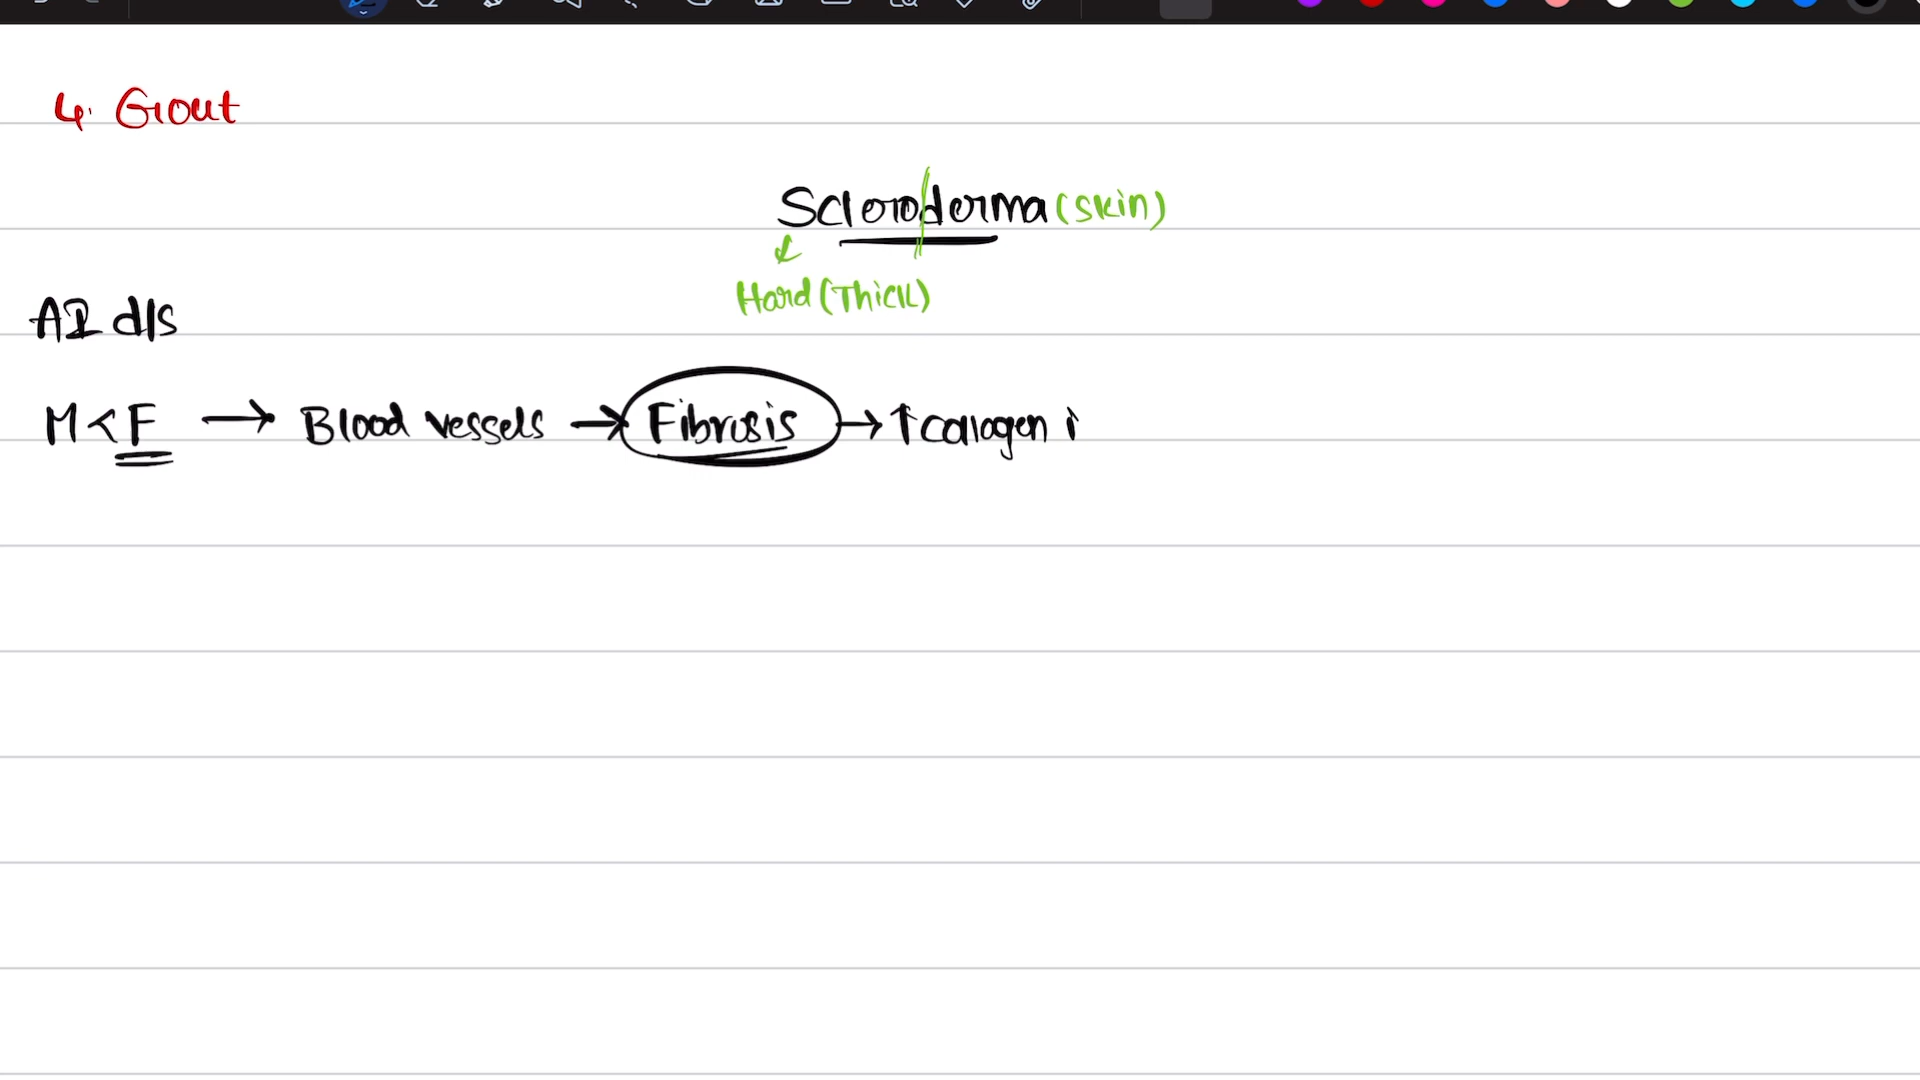 4. Gout
Scleroderma (skin)
Hard (Thick)
AI d/s
M < F → Blood vessels → Fibrosis → ↑ collagen i